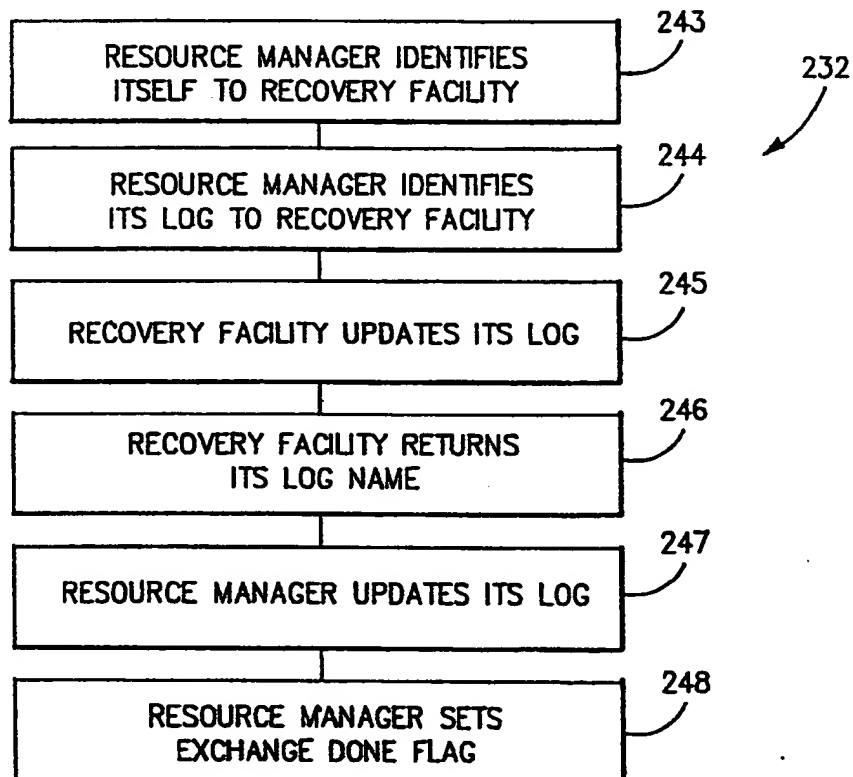 243
RESOURCE MANAGER IDENTIFIES
ITSELF TO RECOVERY FACILITY
232
244
RESOURCE MANAGER IDENTIFIES
ITS LOG TO RECOVERY FACILITY
245
RECOVERY FACILITY UPDATES ITS LOG
246
RECOVERY FACILITY RETURNS
ITS LOG NAME
247
RESOURCE MANAGER UPDATES ITS LOG
248
RESOURCE MANAGER SETS
EXCHANGE DONE FLAG